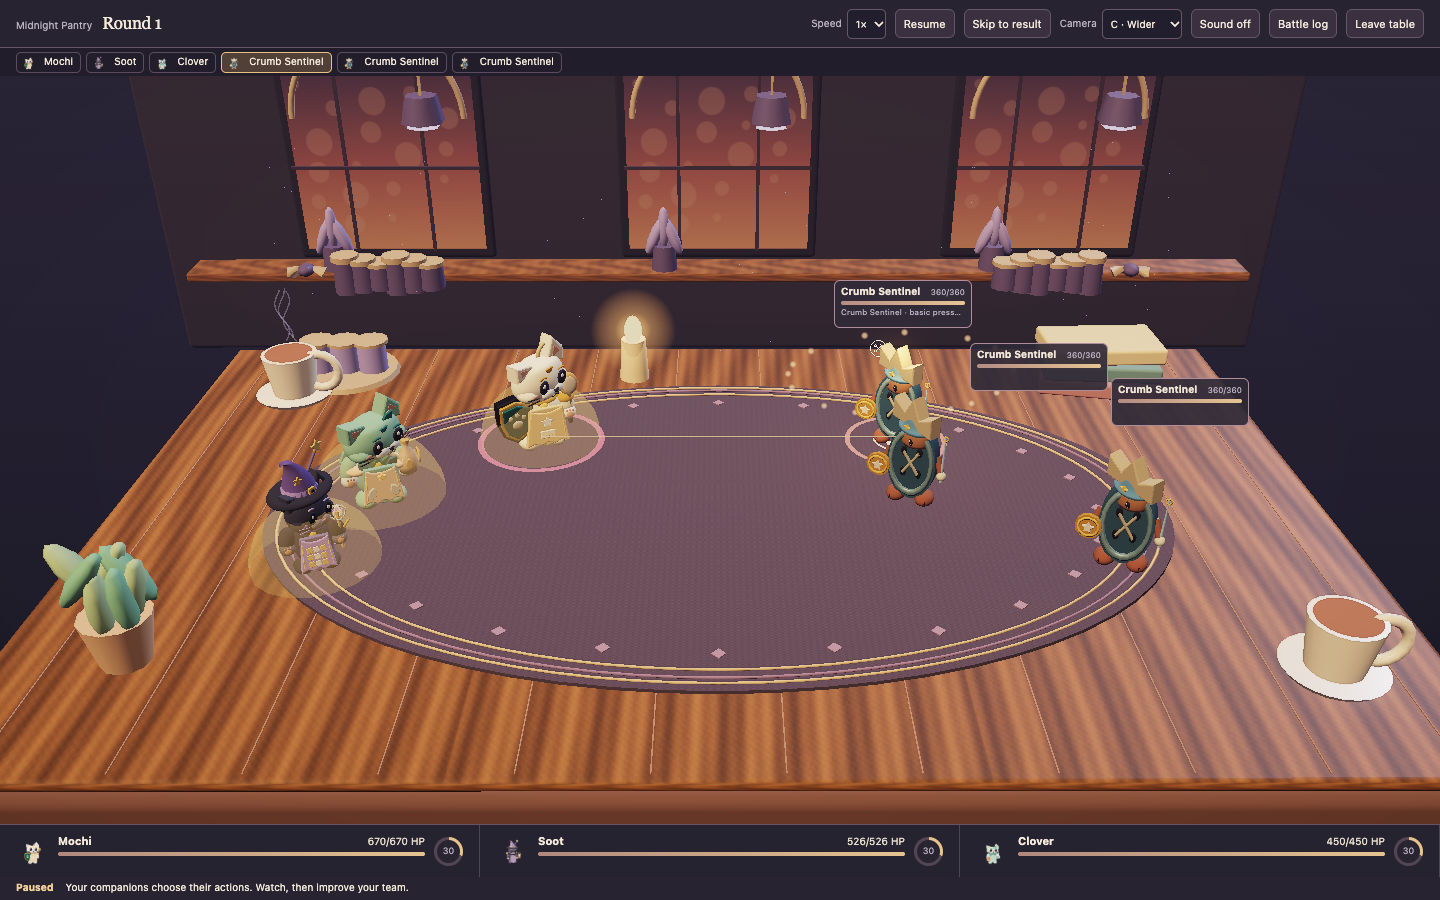 Midnight Pantry Round 1
Speed 1x Resume Skip to result Camera C · Wider Sound off Battle log Leave table
Mochi Soot Clover Crumb Sentinel Crumb Sentinel Crumb Sentinel
Crumb Sentinel 360/360
Crumb Sentinel · basic press...
Crumb Sentinel 360/360
Crumb Sentinel 360/360
Mochi 670/670 HP 30
Soot 526/526 HP 30
Clover 450/450 HP 30
Paused Your companions choose their actions. Watch, then improve your team.